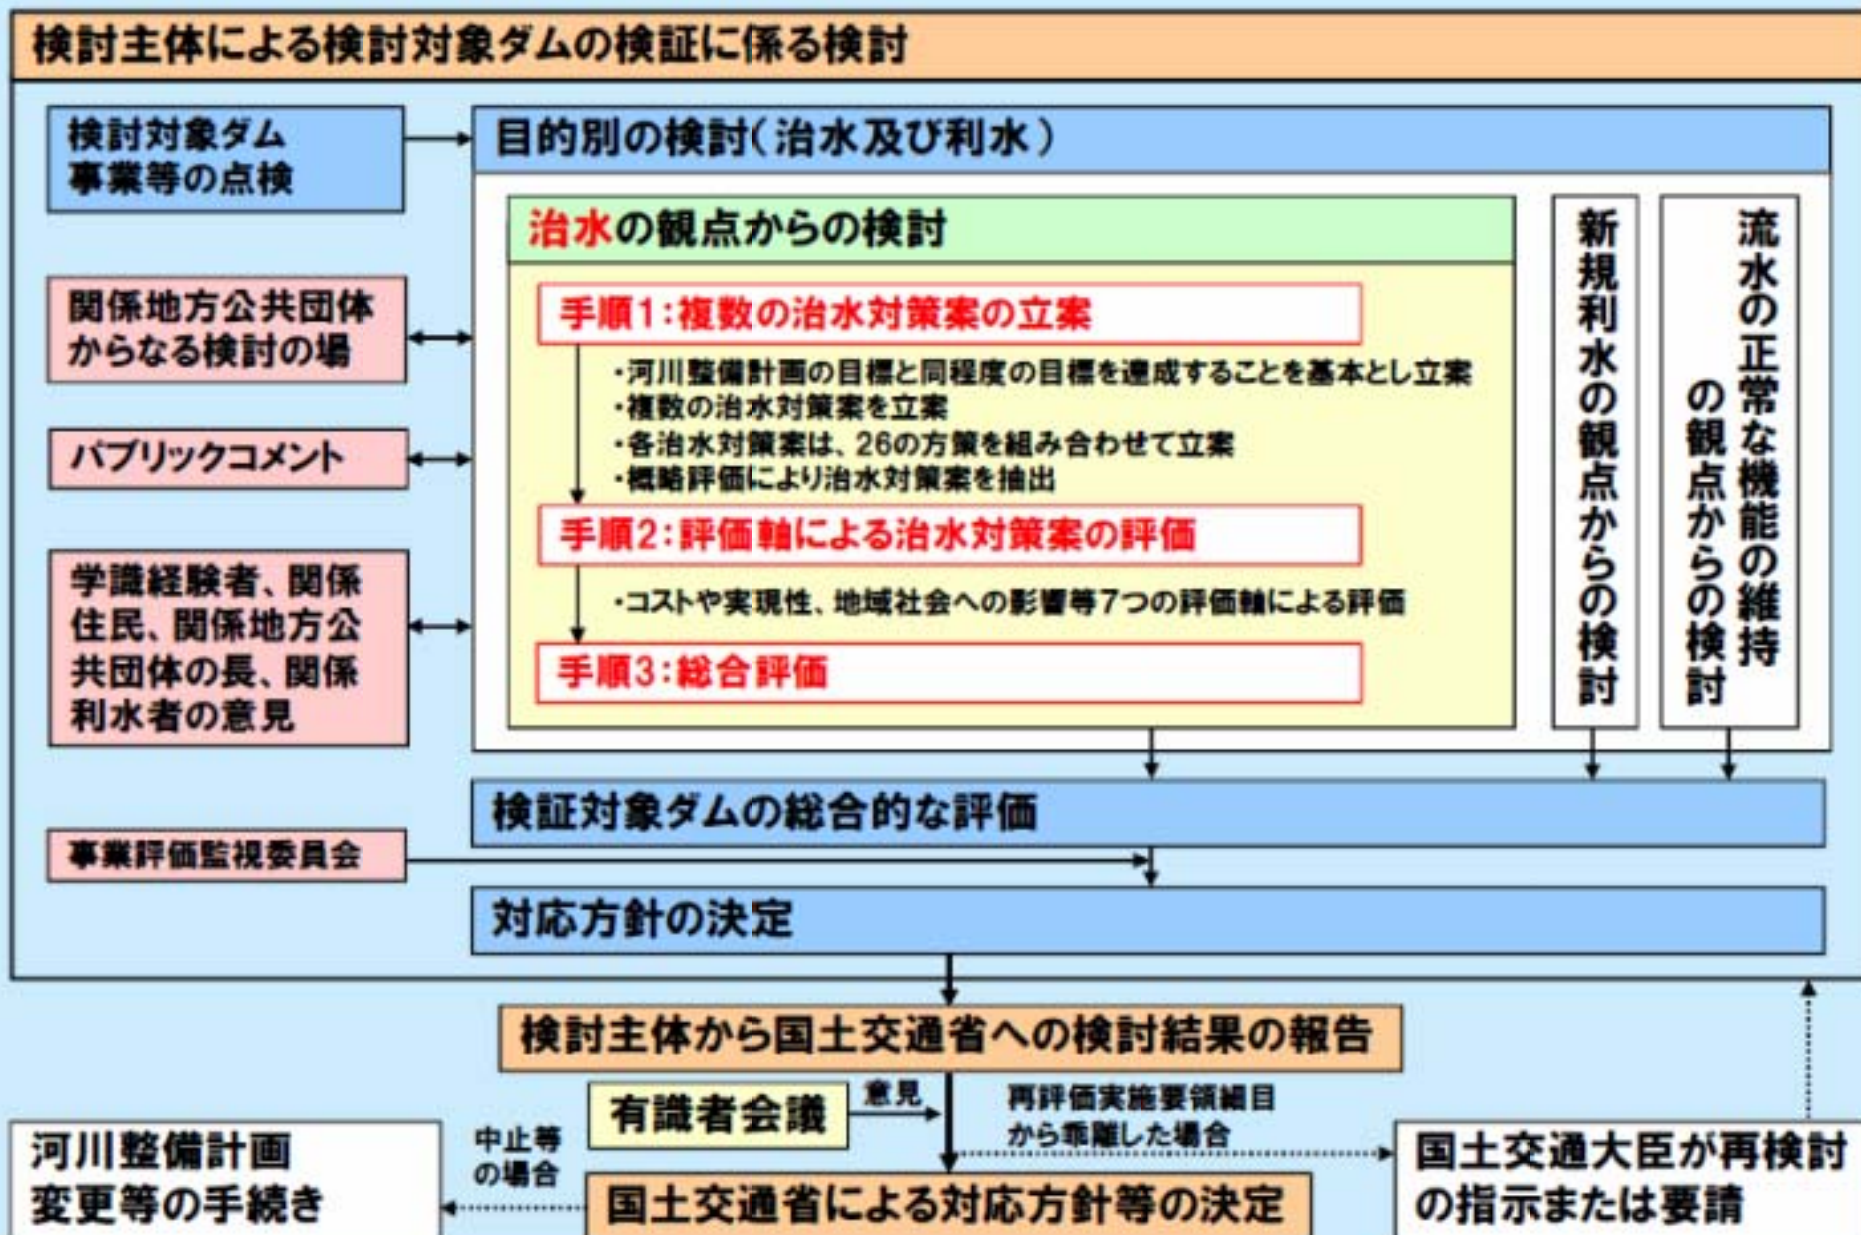 検討主体による検討対象ダムの検証に係る検討
検討対象ダム
事業等の点検
目的別の検討(治水及び利水)
治水の観点からの検討
手順1:複数の治水対策案の立案
・河川整備計画の目標と同程度の目標を達成することを基本とし立案
・複数の治水対策案を立案
・各治水対策案は、26の方策を組み合わせて立案
・概略評価により治水対策案を抽出
手順2:評価軸による治水対策案の評価
・コストや実現性、地域社会への影響等7つの評価軸による評価
手順3:総合評価
新規利水の観点からの検討
流水の正常な機能の維持
の観点からの検討
関係地方公共団体
からなる検討の場
パブリックコメント
学識経験者、関係
住民、関係地方公
共団体の長、関係
利水者の意見
検証対象ダムの総合的な評価
事業評価監視委員会
対応方針の決定
検討主体から国土交通省への検討結果の報告
有識者会議
意見
再評価実施要領細目
から乖離した場合
中止等
の場合
河川整備計画
変更等の手続き
国土交通省による対応方針等の決定
国土交通大臣が再検討
の指示または要請